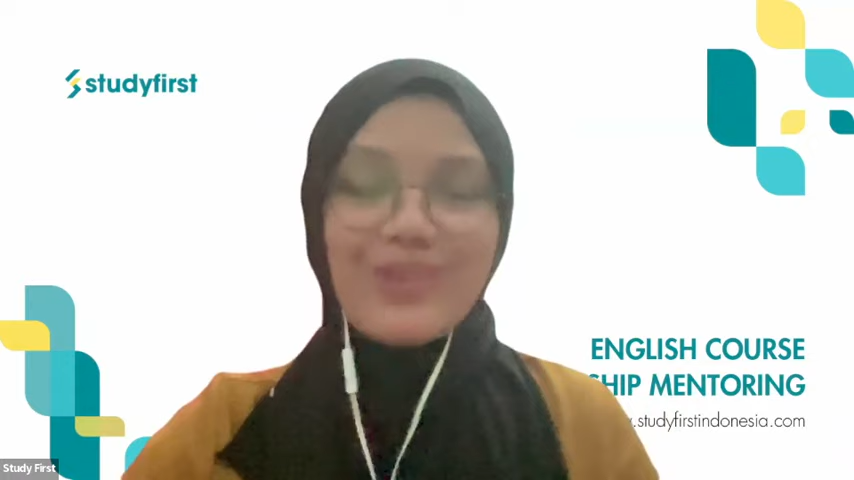 studyfirst
ENGLISH COURSE
SHIP MENTORING
.studyfirstindonesia.com
Study First